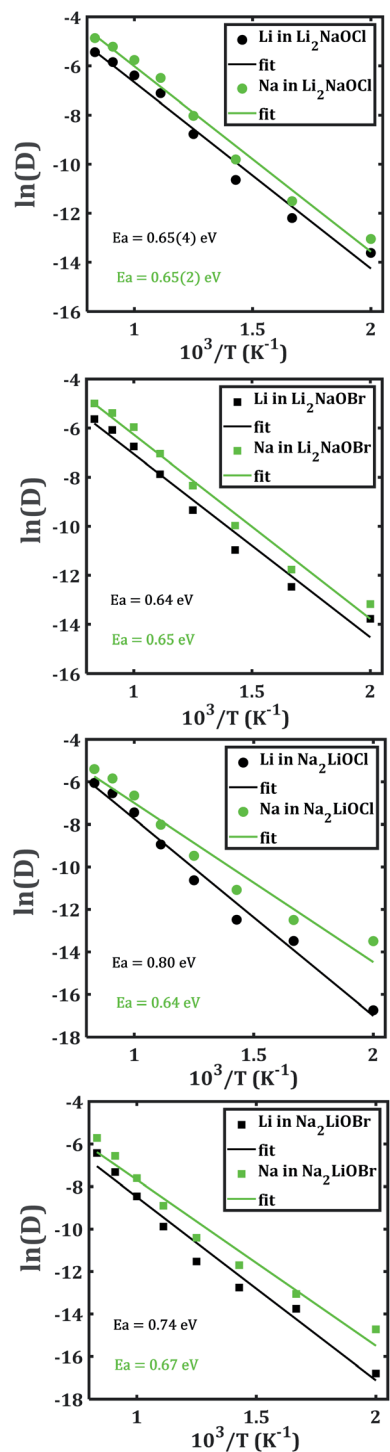 -4
-6
-8
-10
-12
-14
-16
ln(D)
Li in Li₂NaOCl
fit
Na in Li₂NaOCl
fit
Ea = 0.65(4) eV
Ea = 0.65(2) eV
1 1.5 2
10³/T (K⁻¹)
-4
-6
-8
-10
-12
-14
-16
ln(D)
Li in Li₂NaOBr
fit
Na in Li₂NaOBr
fit
Ea = 0.64 eV
Ea = 0.65 eV
1 1.5 2
10³/T (K⁻¹)
-4
-6
-8
-10
-12
-14
-16
-18
ln(D)
Li in Na₂LiOCl
fit
Na in Na₂LiOCl
fit
Ea = 0.80 eV
Ea = 0.64 eV
1 1.5 2
10³/T (K⁻¹)
-4
-6
-8
-10
-12
-14
-16
-18
ln(D)
Li in Na₂LiOBr
fit
Na in Na₂LiOBr
fit
Ea = 0.74 eV
Ea = 0.67 eV
1 1.5 2
10³/T (K⁻¹)